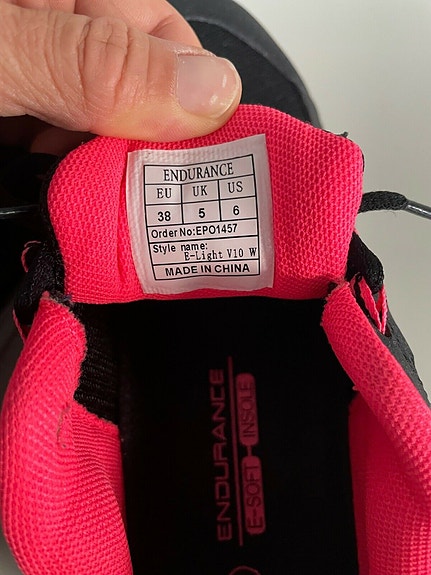 ENDURANCE
EU UK US
38 5 6
Order No:EPO1457
Style name:
E-Light V10 W
MADE IN CHINA
ENDURANCE
E-SOFT INSOLE